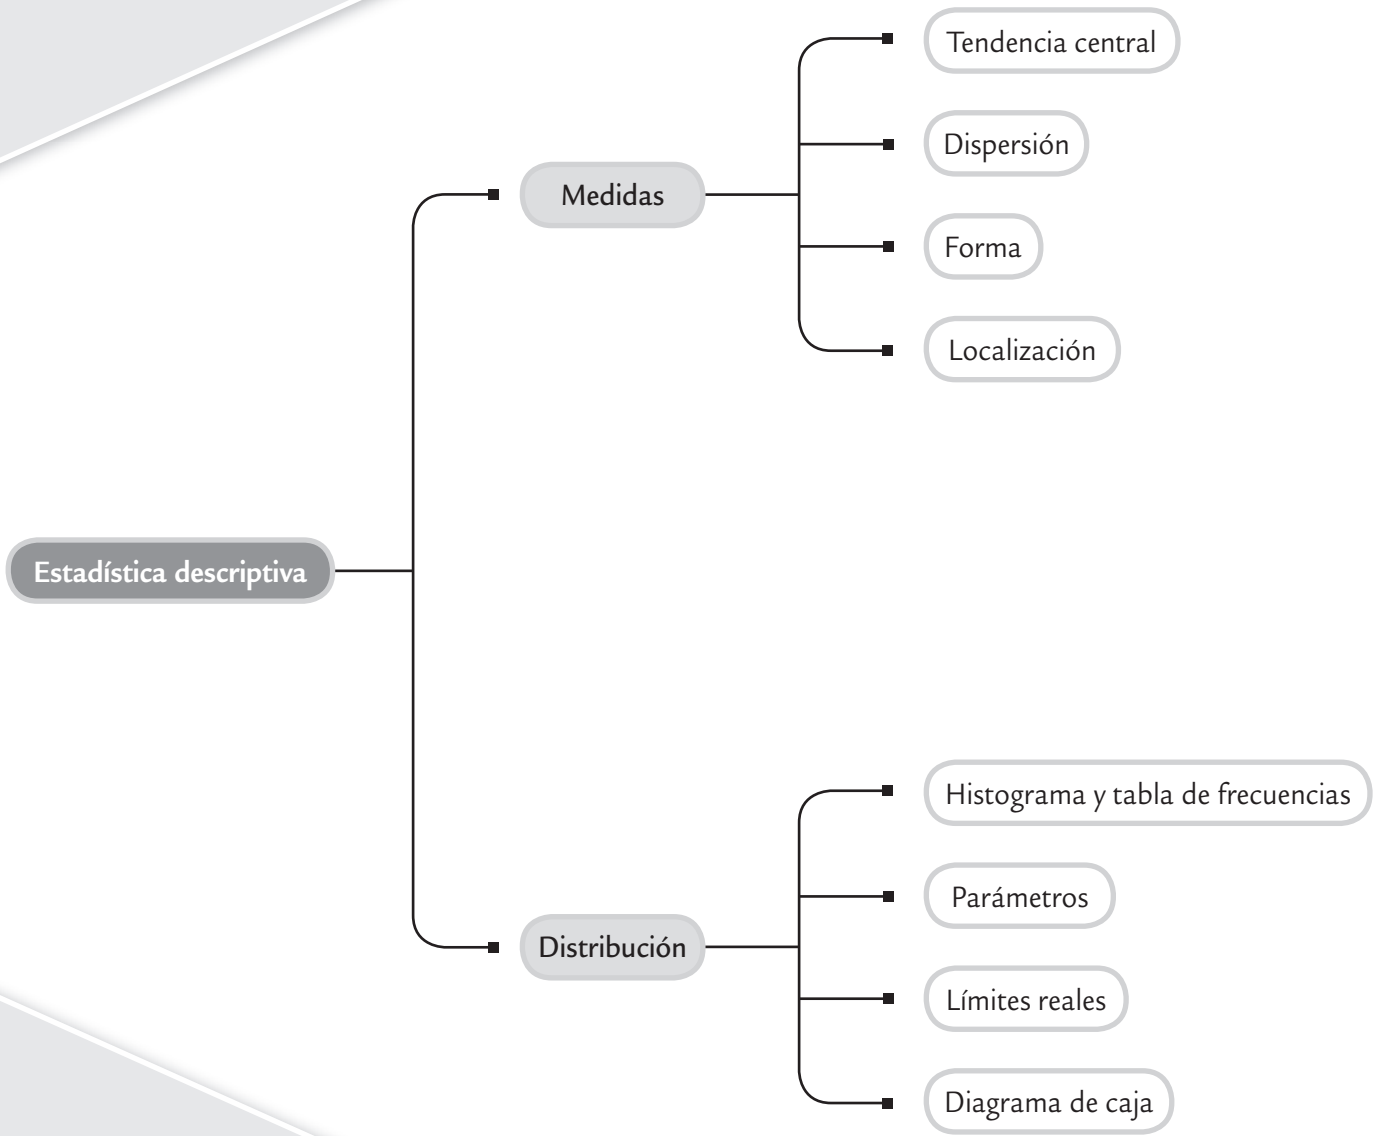 Estadística descriptiva
Medidas
Tendencia central
Dispersión
Forma
Localización
Distribución
Histograma y tabla de frecuencias
Parámetros
Límites reales
Diagrama de caja